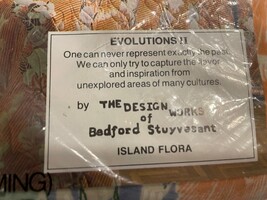 EVOLUTIONS II
One can never represent exactly the past.
We can only try to capture the flavor
and inspiration from
unexplored areas of many cultures.
by THE DESIGN WORKS
of
Bedford Stuyvesant
ISLAND FLORA
MING)